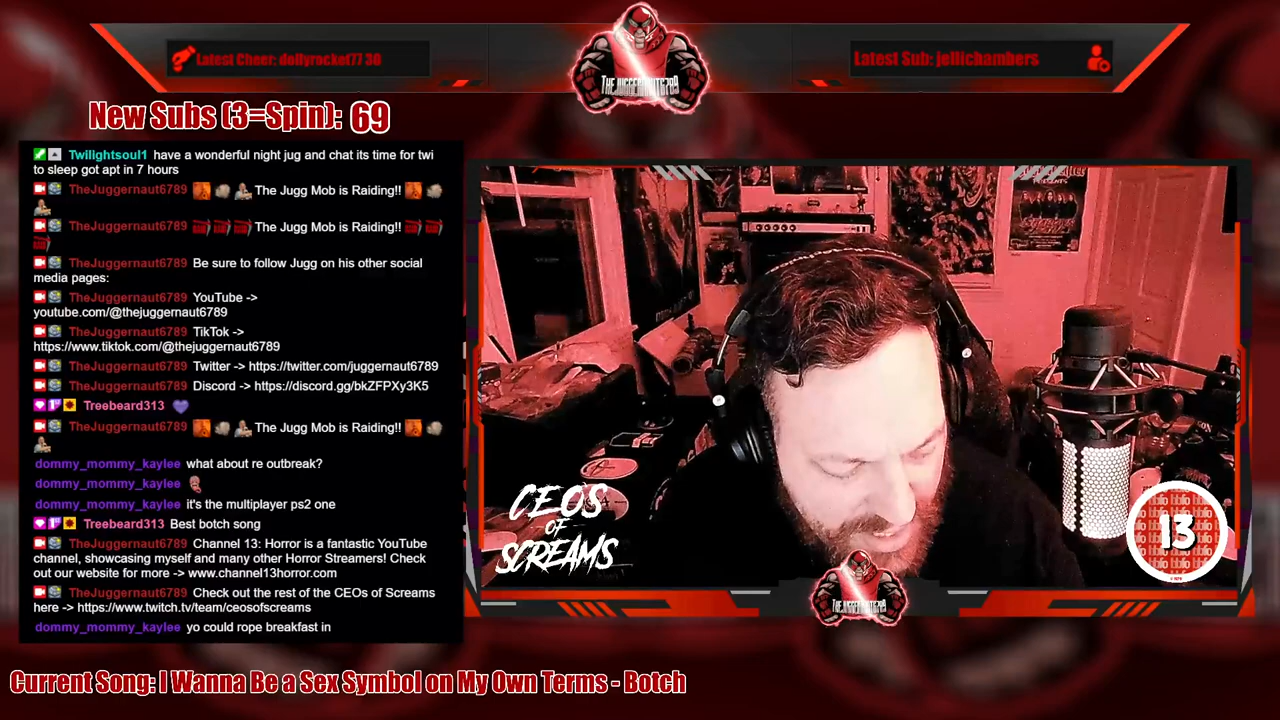 Latest Cheer: dollyrocket77 30
THEJUGGERNAUT6789
Latest Sub: jellichambers
New Subs (3=Spin): 69
Twilightsoul1 have a wonderful night jug and chat its time for twi
to sleep got apt in 7 hours
TheJuggernaut6789 The Jugg Mob is Raiding!!
TheJuggernaut6789 The Jugg Mob is Raiding!!
TheJuggernaut6789 Be sure to follow Jugg on his other social
media pages:
TheJuggernaut6789 YouTube ->
youtube.com/@thejuggernaut6789
TheJuggernaut6789 TikTok ->
https://www.tiktok.com/@thejuggernaut6789
TheJuggernaut6789 Twitter -> https://twitter.com/juggernaut6789
TheJuggernaut6789 Discord -> https://discord.gg/bkZFPXy3K5
Treebeard313
TheJuggernaut6789 The Jugg Mob is Raiding!!
dommy_mommy_kaylee what about re outbreak?
dommy_mommy_kaylee
dommy_mommy_kaylee it's the multiplayer ps2 one
Treebeard313 Best botch song
TheJuggernaut6789 Channel 13: Horror is a fantastic YouTube
channel, showcasing myself and many other Horror Streamers! Check
out our website for more -> www.channel13horror.com
TheJuggernaut6789 Check out the rest of the CEOs of Screams
here -> https://www.twitch.tv/team/ceosofscreams
dommy_mommy_kaylee yo could rope breakfast in
PRESENTS
CEOS
OF
SCREAMS
13
THEJUGGERNAUT6789
Current Song: I Wanna Be a Sex Symbol on My Own Terms - Botch